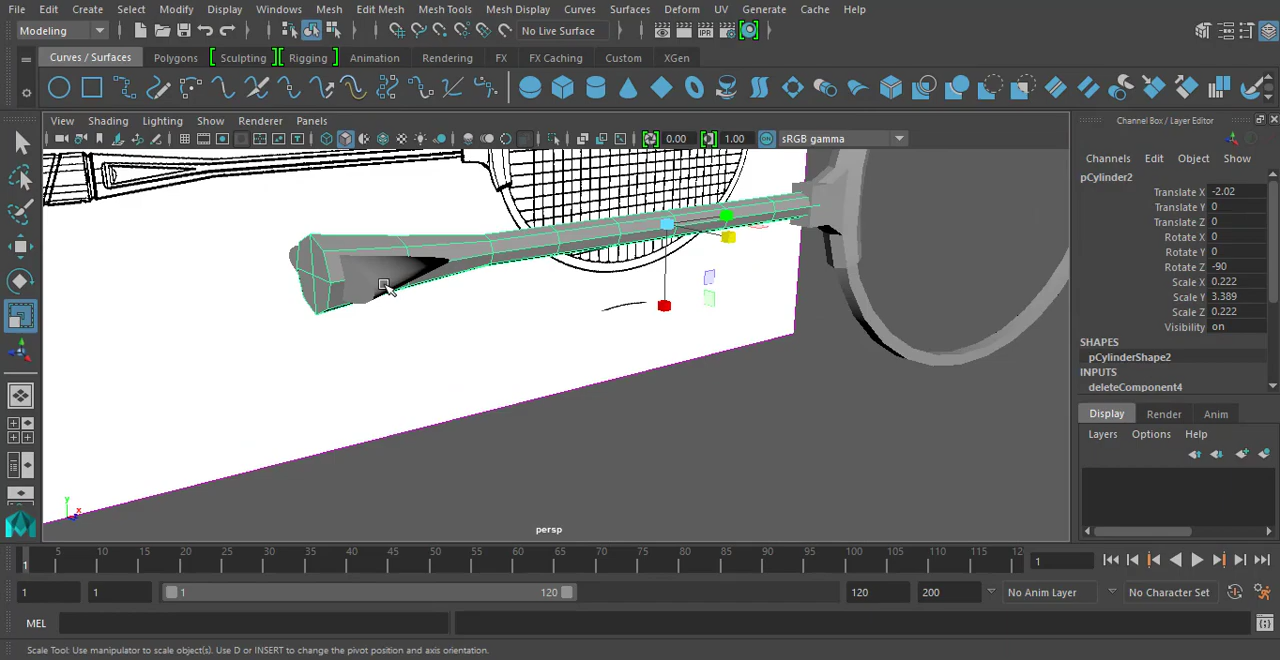 File Edit Create Select Modify Display Windows Mesh Edit Mesh Mesh Tools Mesh Display Curves Surfaces Deform UV Generate Cache Help
Modeling No Live Surface
Curves / Surfaces Polygons Sculpting Rigging Animation Rendering FX FX Caching Custom XGen
View Shading Lighting Show Renderer Panels
0.00 1.00 sRGB gamma
persp
Channel Box / Layer Editor
Channels Edit Object Show
pCylinder2
Translate X -2.02
Translate Y 0
Translate Z 0
Rotate X 0
Rotate Y 0
Rotate Z -90
Scale X 0.222
Scale Y 3.389
Scale Z 0.222
Visibility on
SHAPES
pCylinderShape2
INPUTS
deleteComponent4
Display Render Anim
Layers Options Help
5 10 15 20 25 30 35 40 45 50 55 60 65 70 75 80 85 90 95 100 105 110 115 12
1
1
1 1 1 120 120 200 No Anim Layer No Character Set
MEL
Scale Tool: Use manipulator to scale object(s). Use D or INSERT to change the pivot position and axis orientation.